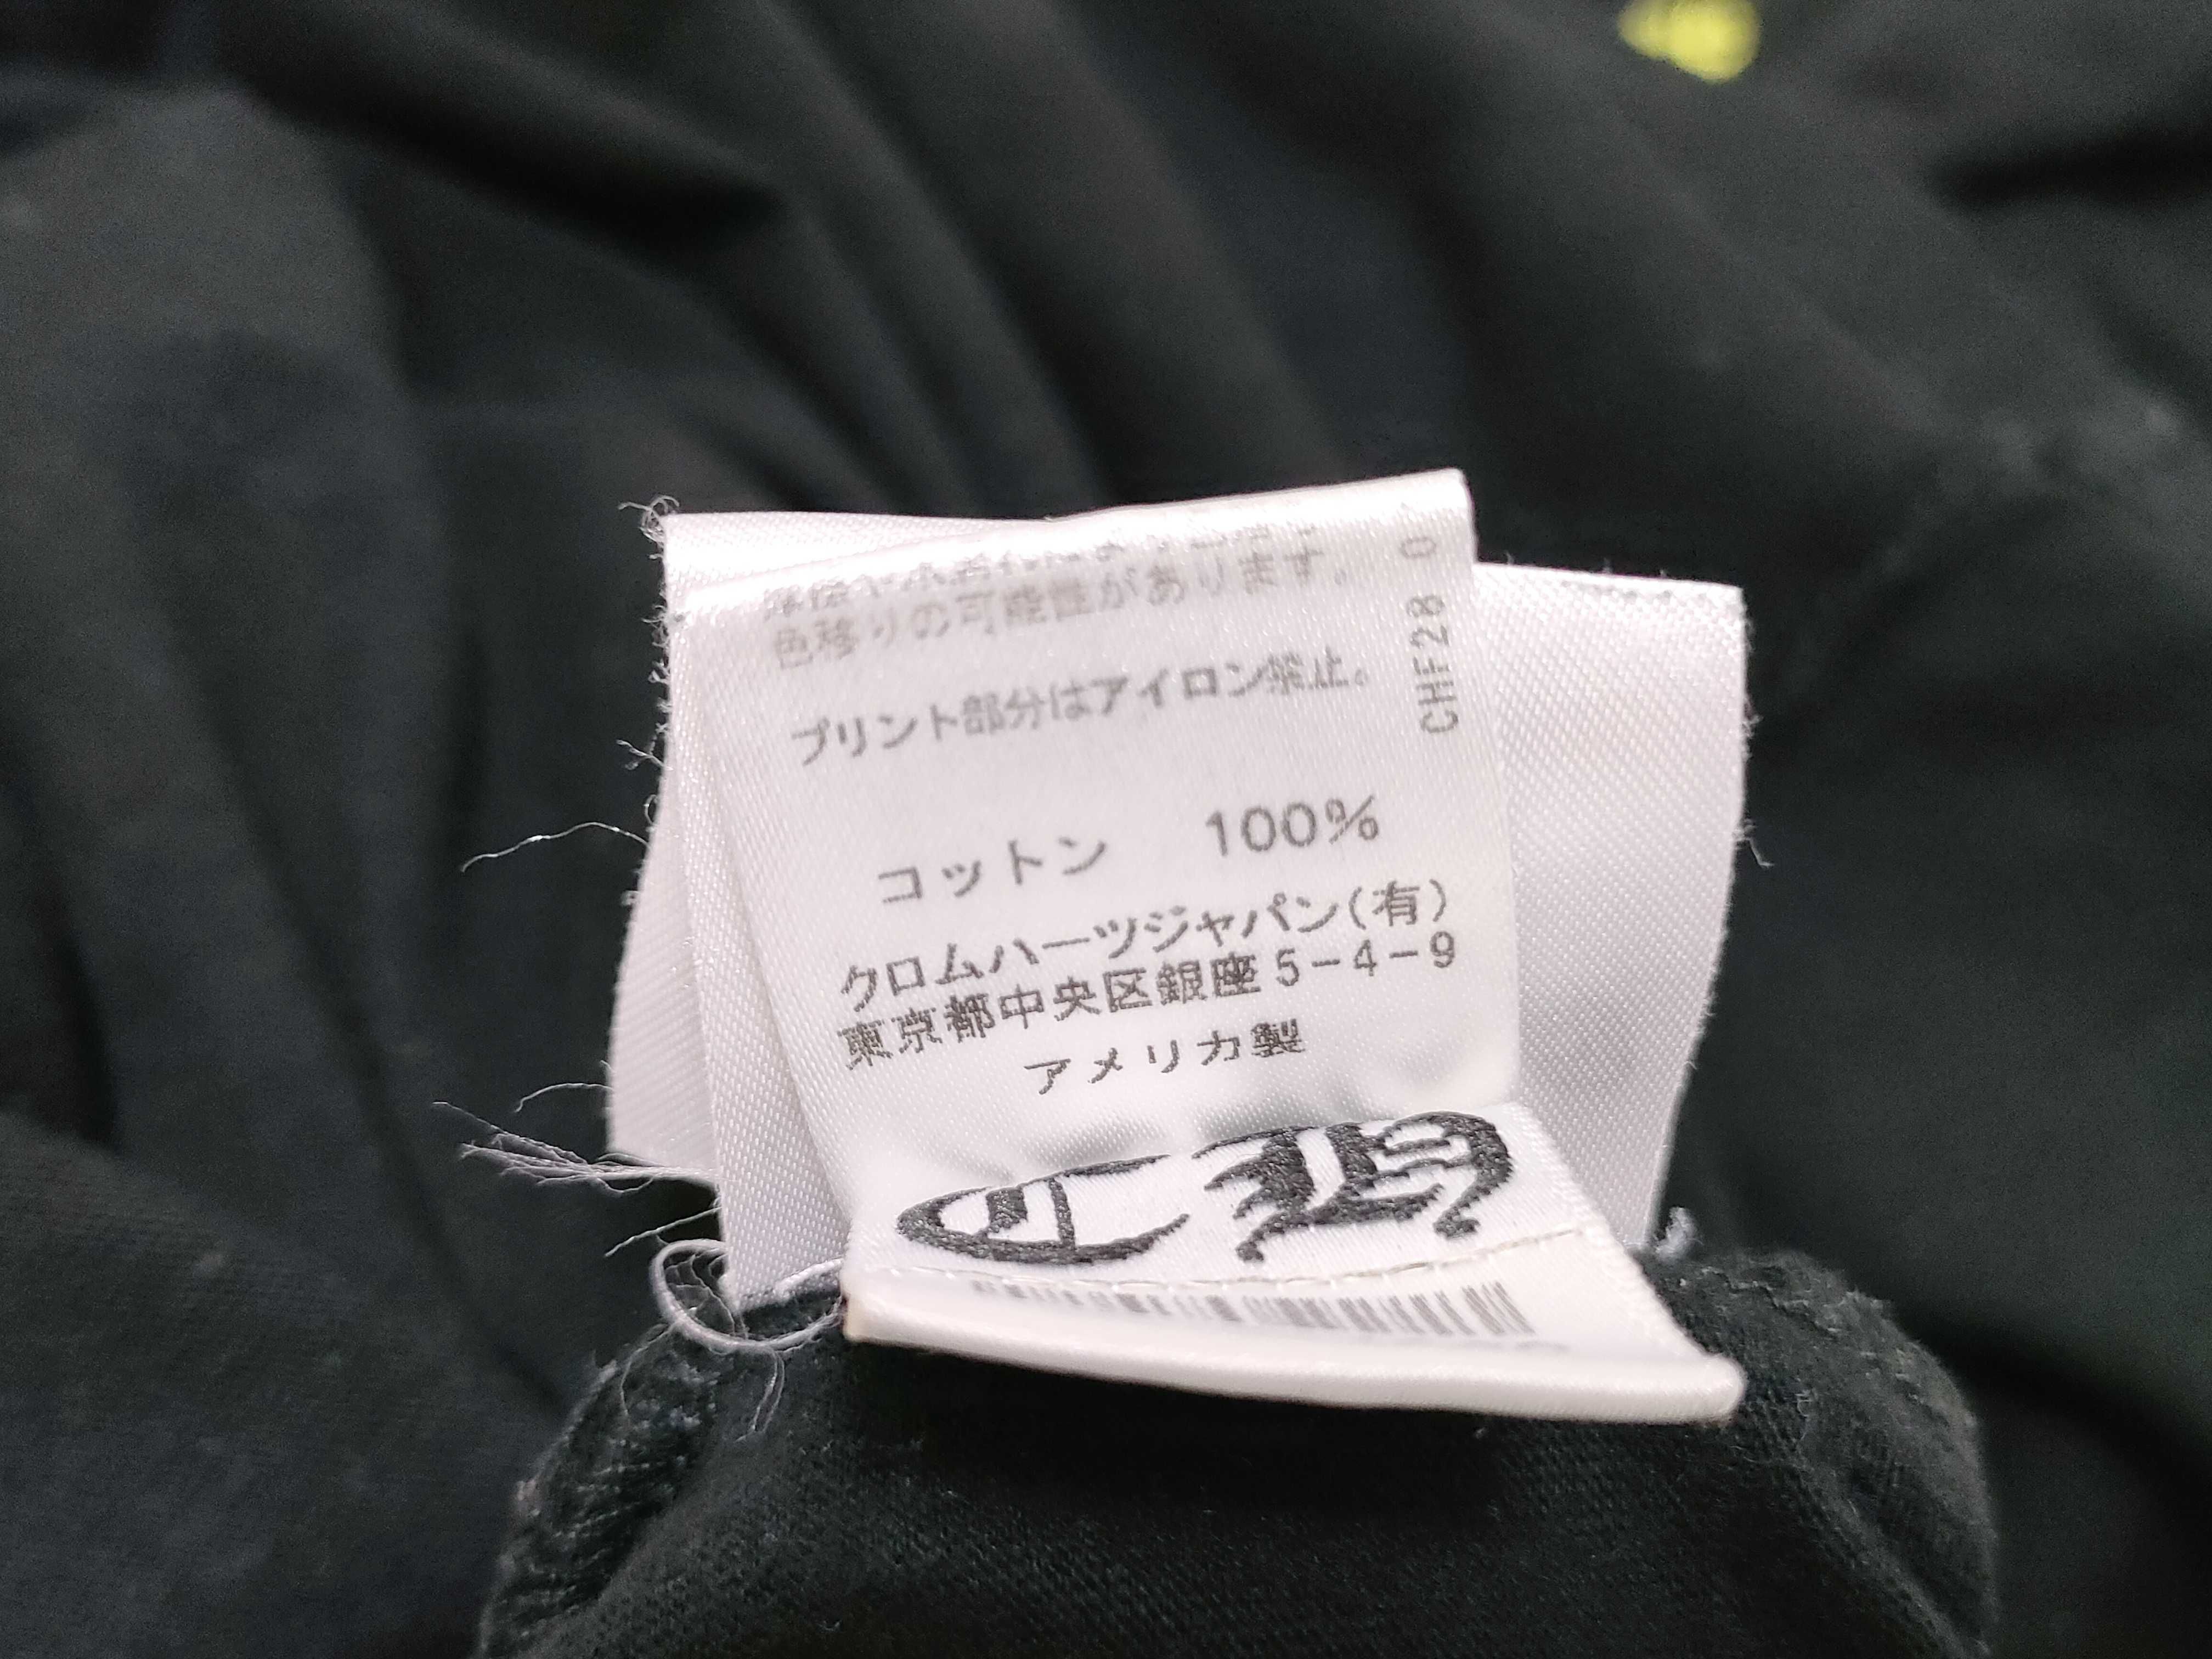 色移りの可能性があります。
プリント部分はアイロン禁止。
コットン 100%
クロムハーツジャパン(有)
東京都中央区銀座5-4-9
アメリカ製
CHF28
CH